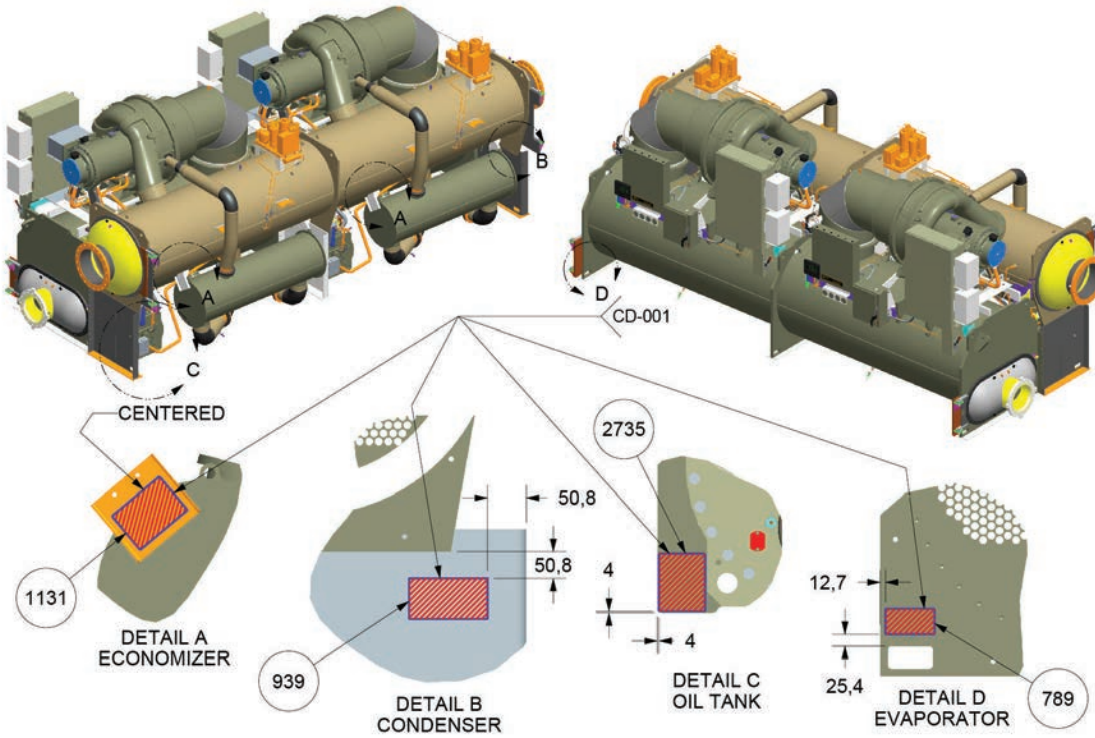 B
A
A
C
D
CD-001
CENTERED
1131
DETAIL A
ECONOMIZER
939
50,8
50,8
DETAIL B
CONDENSER
2735
4
4
DETAIL C
OIL TANK
12,7
25,4
DETAIL D
EVAPORATOR
789